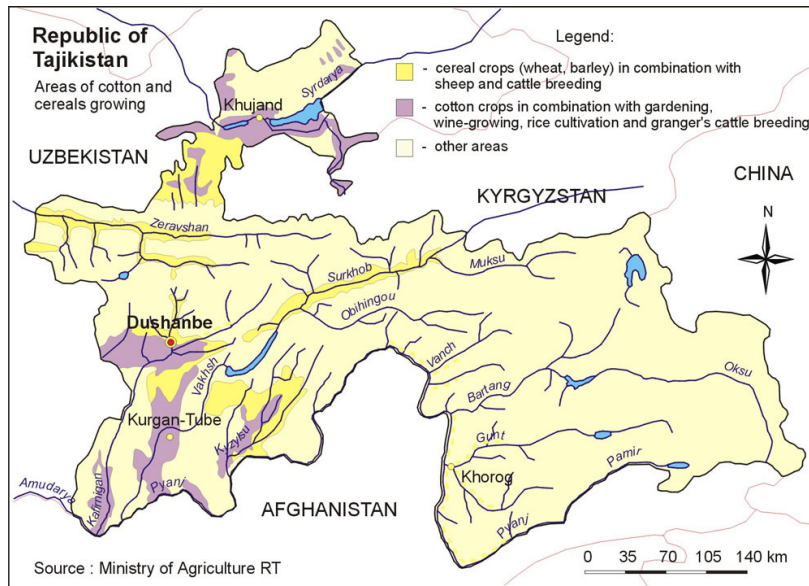 Republic of
Tajikistan
Areas of cotton and
cereals growing
Legend:
- cereal crops (wheat, barley) in combination with
sheep and cattle breeding
- cotton crops in combination with gardening,
wine-growing, rice cultivation and granger's cattle breeding
- other areas
Syrdarya
Khujand
UZBEKISTAN
KYRGYZSTAN
CHINA
N
Zeravshan
Surkhob
Muksu
Obihingou
Dushanbe
Vakhsh
Vanch
Bartang
Oksu
Kurgan-Tube
Kuzylsu
Gunt
Pamir
Khorog
Amudarya
Kafirnigan
Pyanj
AFGHANISTAN
Pyanj
Source : Ministry of Agriculture RT
0 35 70 105 140 km